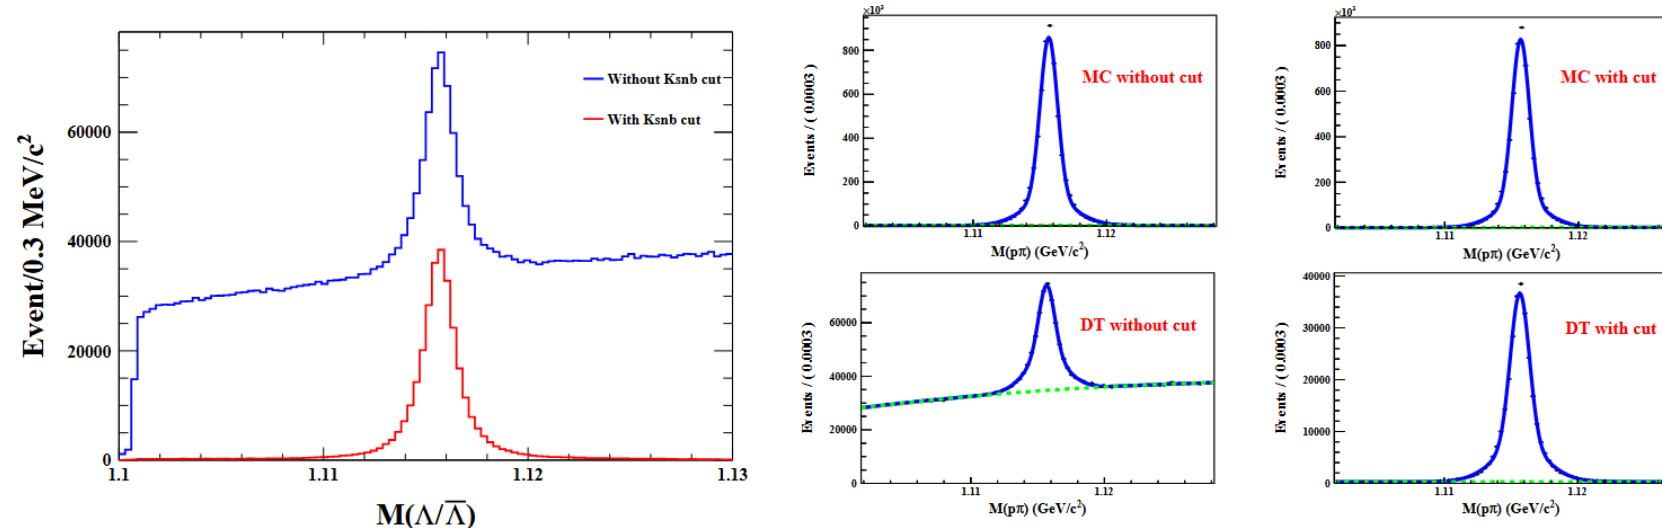 Without Ksnb cut
With Ksnb cut
Event/0.3 MeV/c²
60000
40000
20000
0
1.1
1.11
1.12
1.13
M(Λ/Λ̅)
×10³
MC without cut
Events / ( 0.0003 )
800
600
400
200
0
1.11
1.12
M(pπ) (GeV/c²)
×10³
MC with cut
Events / ( 0.0003 )
800
600
400
200
0
1.11
1.12
M(pπ) (GeV/c²)
DT without cut
Events / ( 0.0003 )
60000
40000
20000
0
1.11
1.12
M(pπ) (GeV/c²)
DT with cut
Events / ( 0.0003 )
40000
30000
20000
10000
0
1.11
1.12
M(pπ) (GeV/c²)